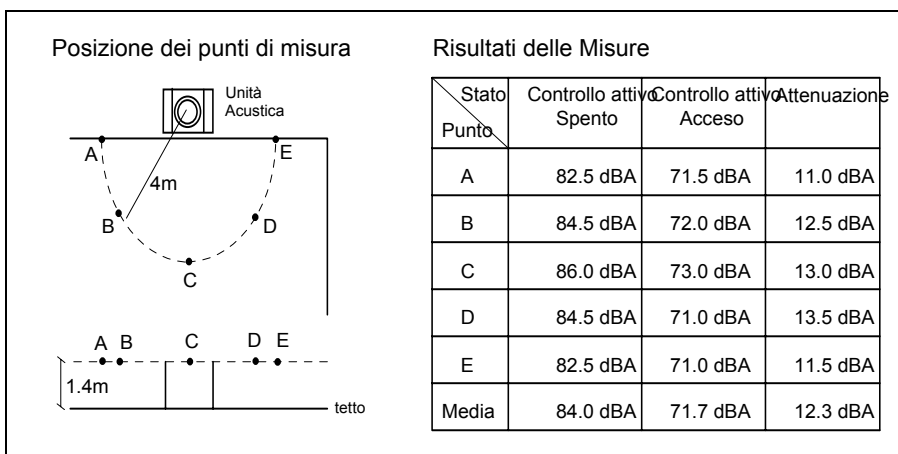 Posizione dei punti di misura
Unità
Acustica
A
E
4m
B
D
C
A B C D E
1.4m
tetto
Risultati delle Misure
Stato
Punto
Controllo attivo
Spento
Controllo attivo
Acceso
Attenuazione
A 82.5 dBA 71.5 dBA 11.0 dBA
B 84.5 dBA 72.0 dBA 12.5 dBA
C 86.0 dBA 73.0 dBA 13.0 dBA
D 84.5 dBA 71.0 dBA 13.5 dBA
E 82.5 dBA 71.0 dBA 11.5 dBA
Media 84.0 dBA 71.7 dBA 12.3 dBA